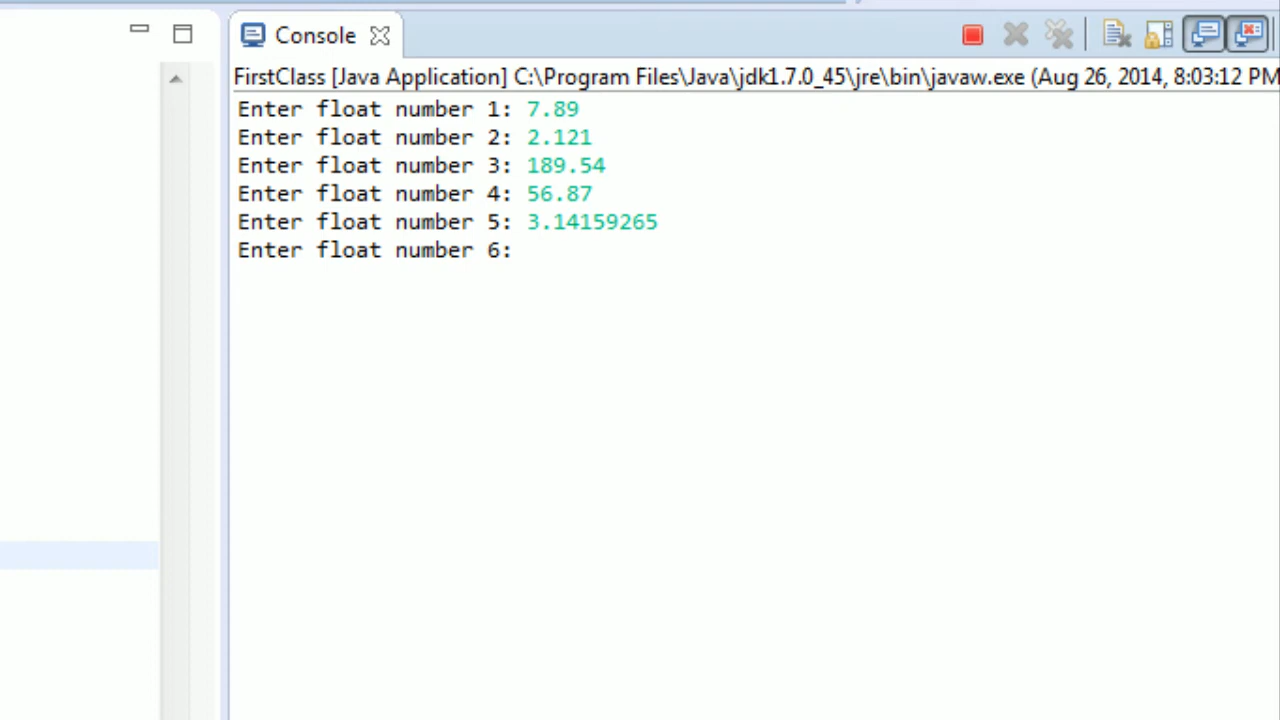 Console
FirstClass [Java Application] C:\Program Files\Java\jdk1.7.0_45\jre\bin\javaw.exe (Aug 26, 2014, 8:03:12 PM
Enter float number 1: 7.89
Enter float number 2: 2.121
Enter float number 3: 189.54
Enter float number 4: 56.87
Enter float number 5: 3.14159265
Enter float number 6: